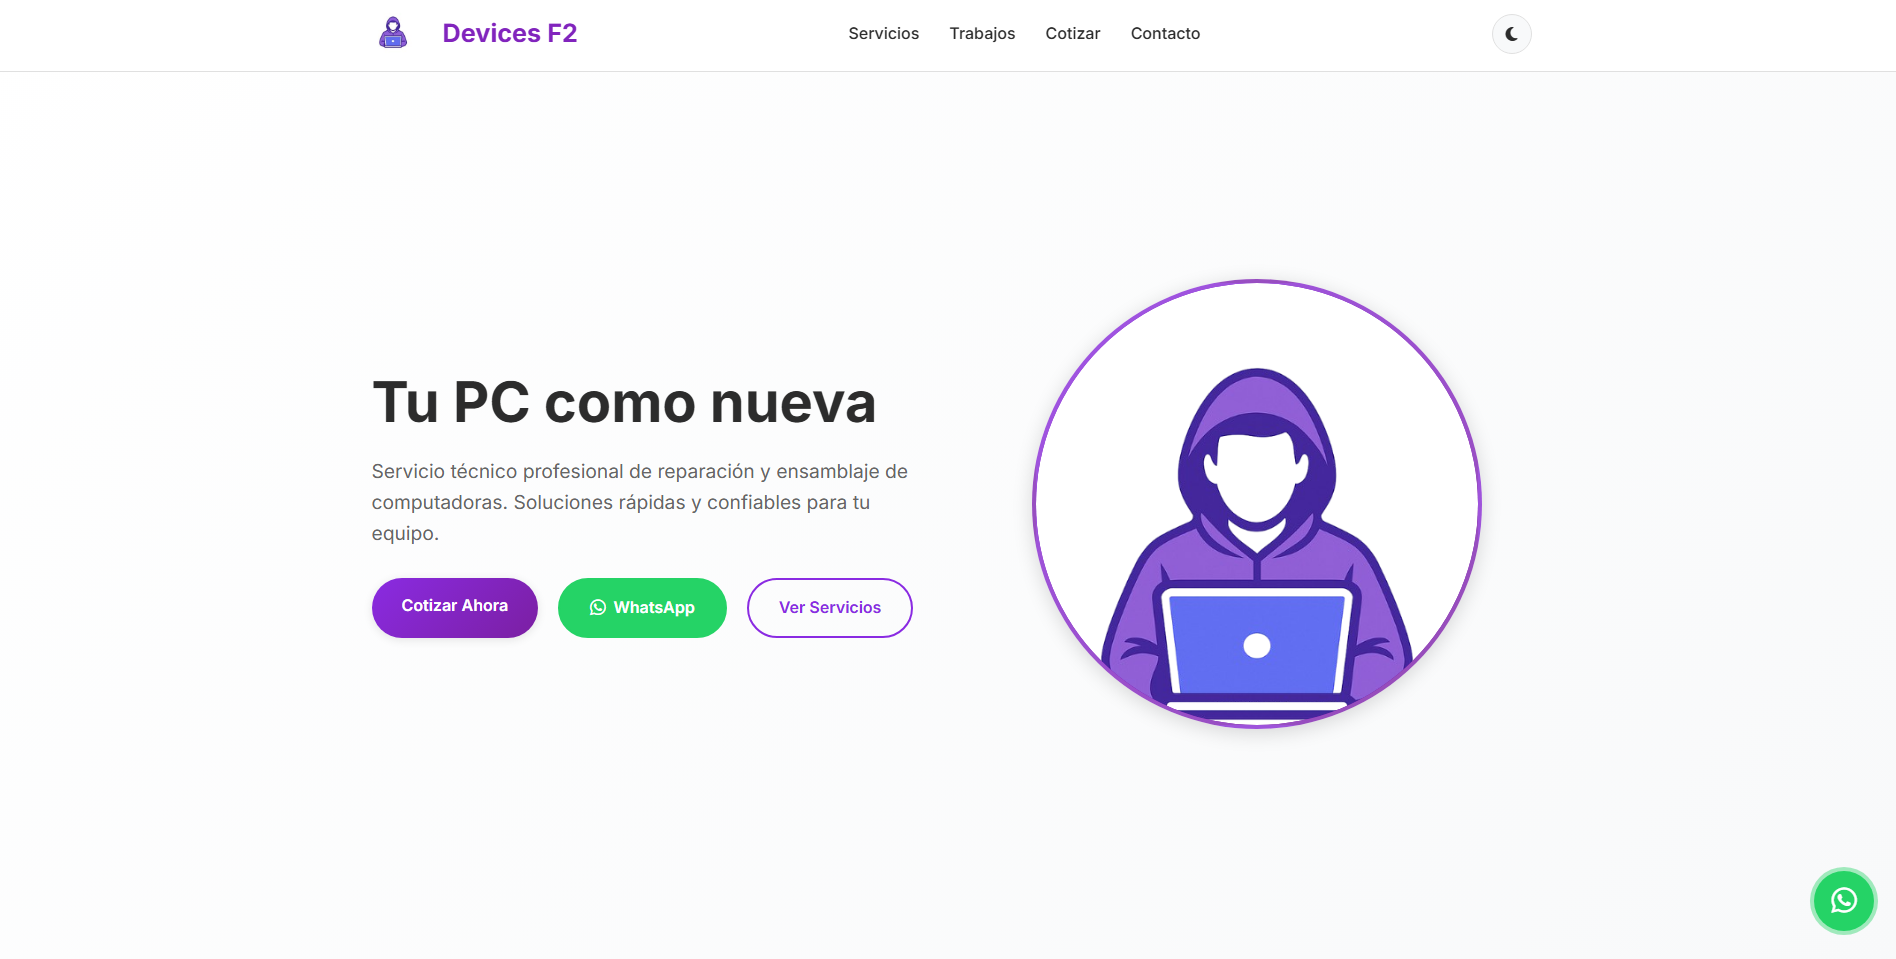 Devices F2
Servicios
Trabajos
Cotizar
Contacto
Tu PC como nueva
Servicio técnico profesional de reparación y ensamblaje de
computadoras. Soluciones rápidas y confiables para tu
equipo.
Cotizar Ahora
WhatsApp
Ver Servicios